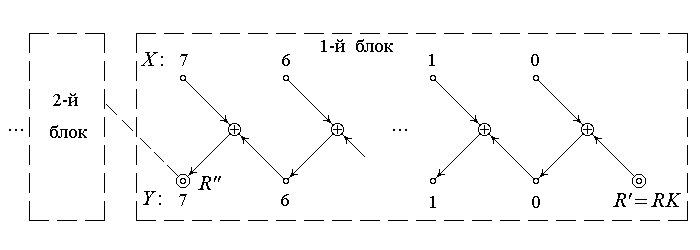 1-й блок
X: 7 6 1 0
2-й
блок
... ...
R″ R′=RK
Y: 7 6 1 0